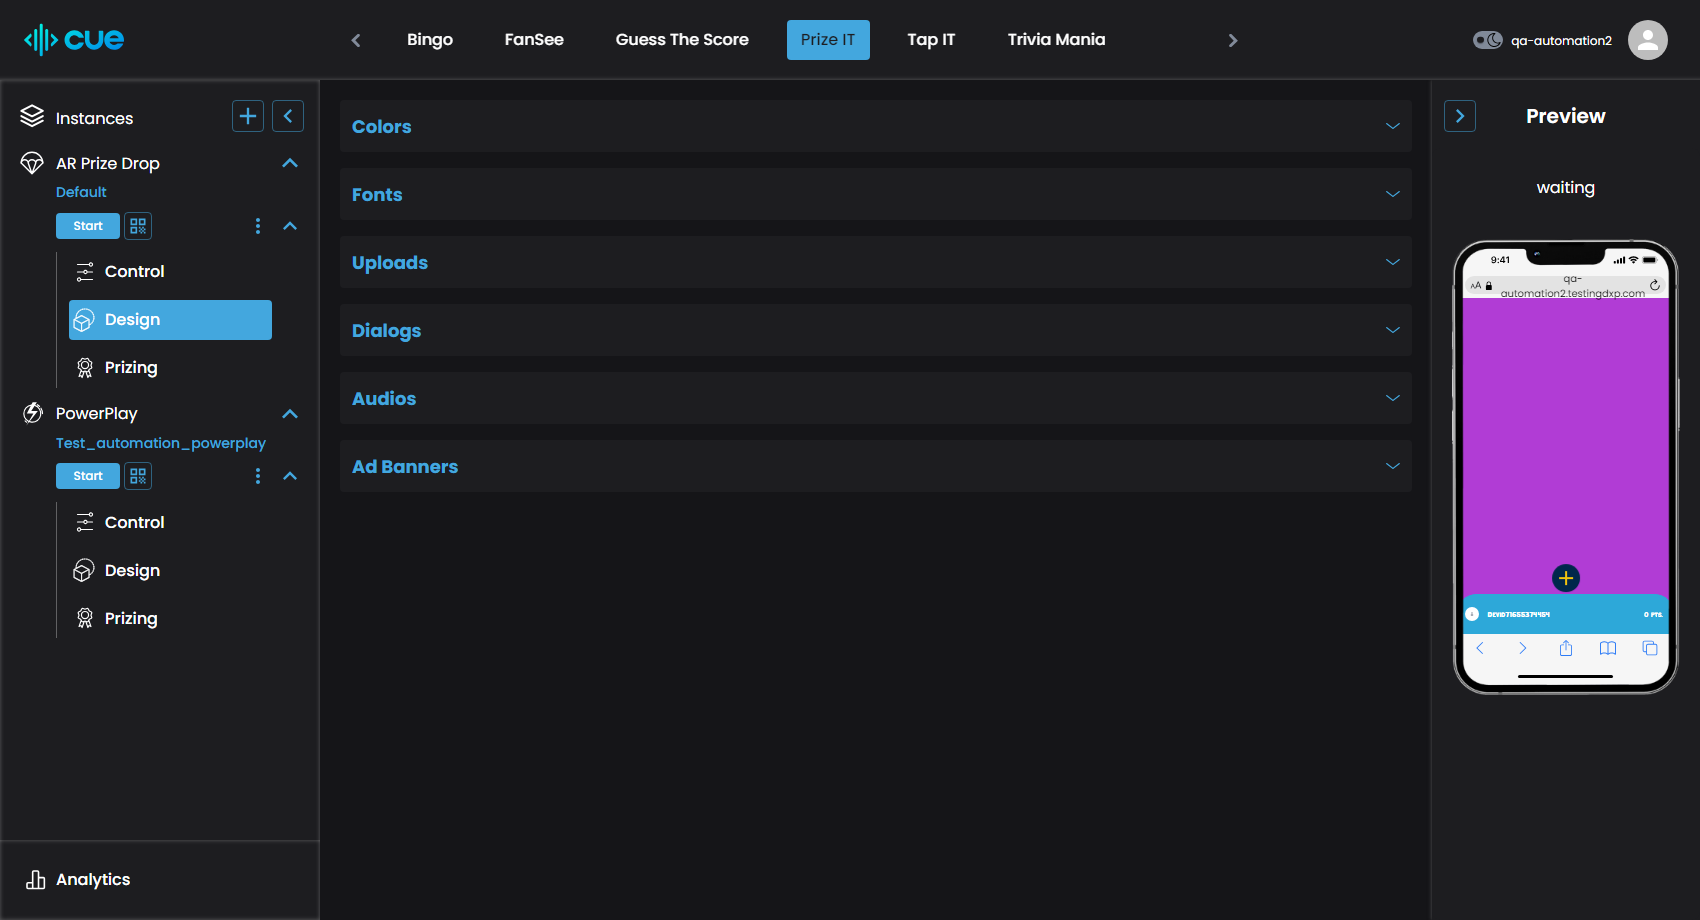 cue
Bingo
FanSee
Guess The Score
Prize IT
Tap IT
Trivia Mania
qa-automation2
Instances
AR Prize Drop
Default
Start
Control
Design
Prizing
PowerPlay
Test_automation_powerplay
Start
Control
Design
Prizing
Analytics
Colors
Fonts
Uploads
Dialogs
Audios
Ad Banners
Preview
waiting
9:41
AA
qa-
automation2.testingdxp.com
0 PTS.